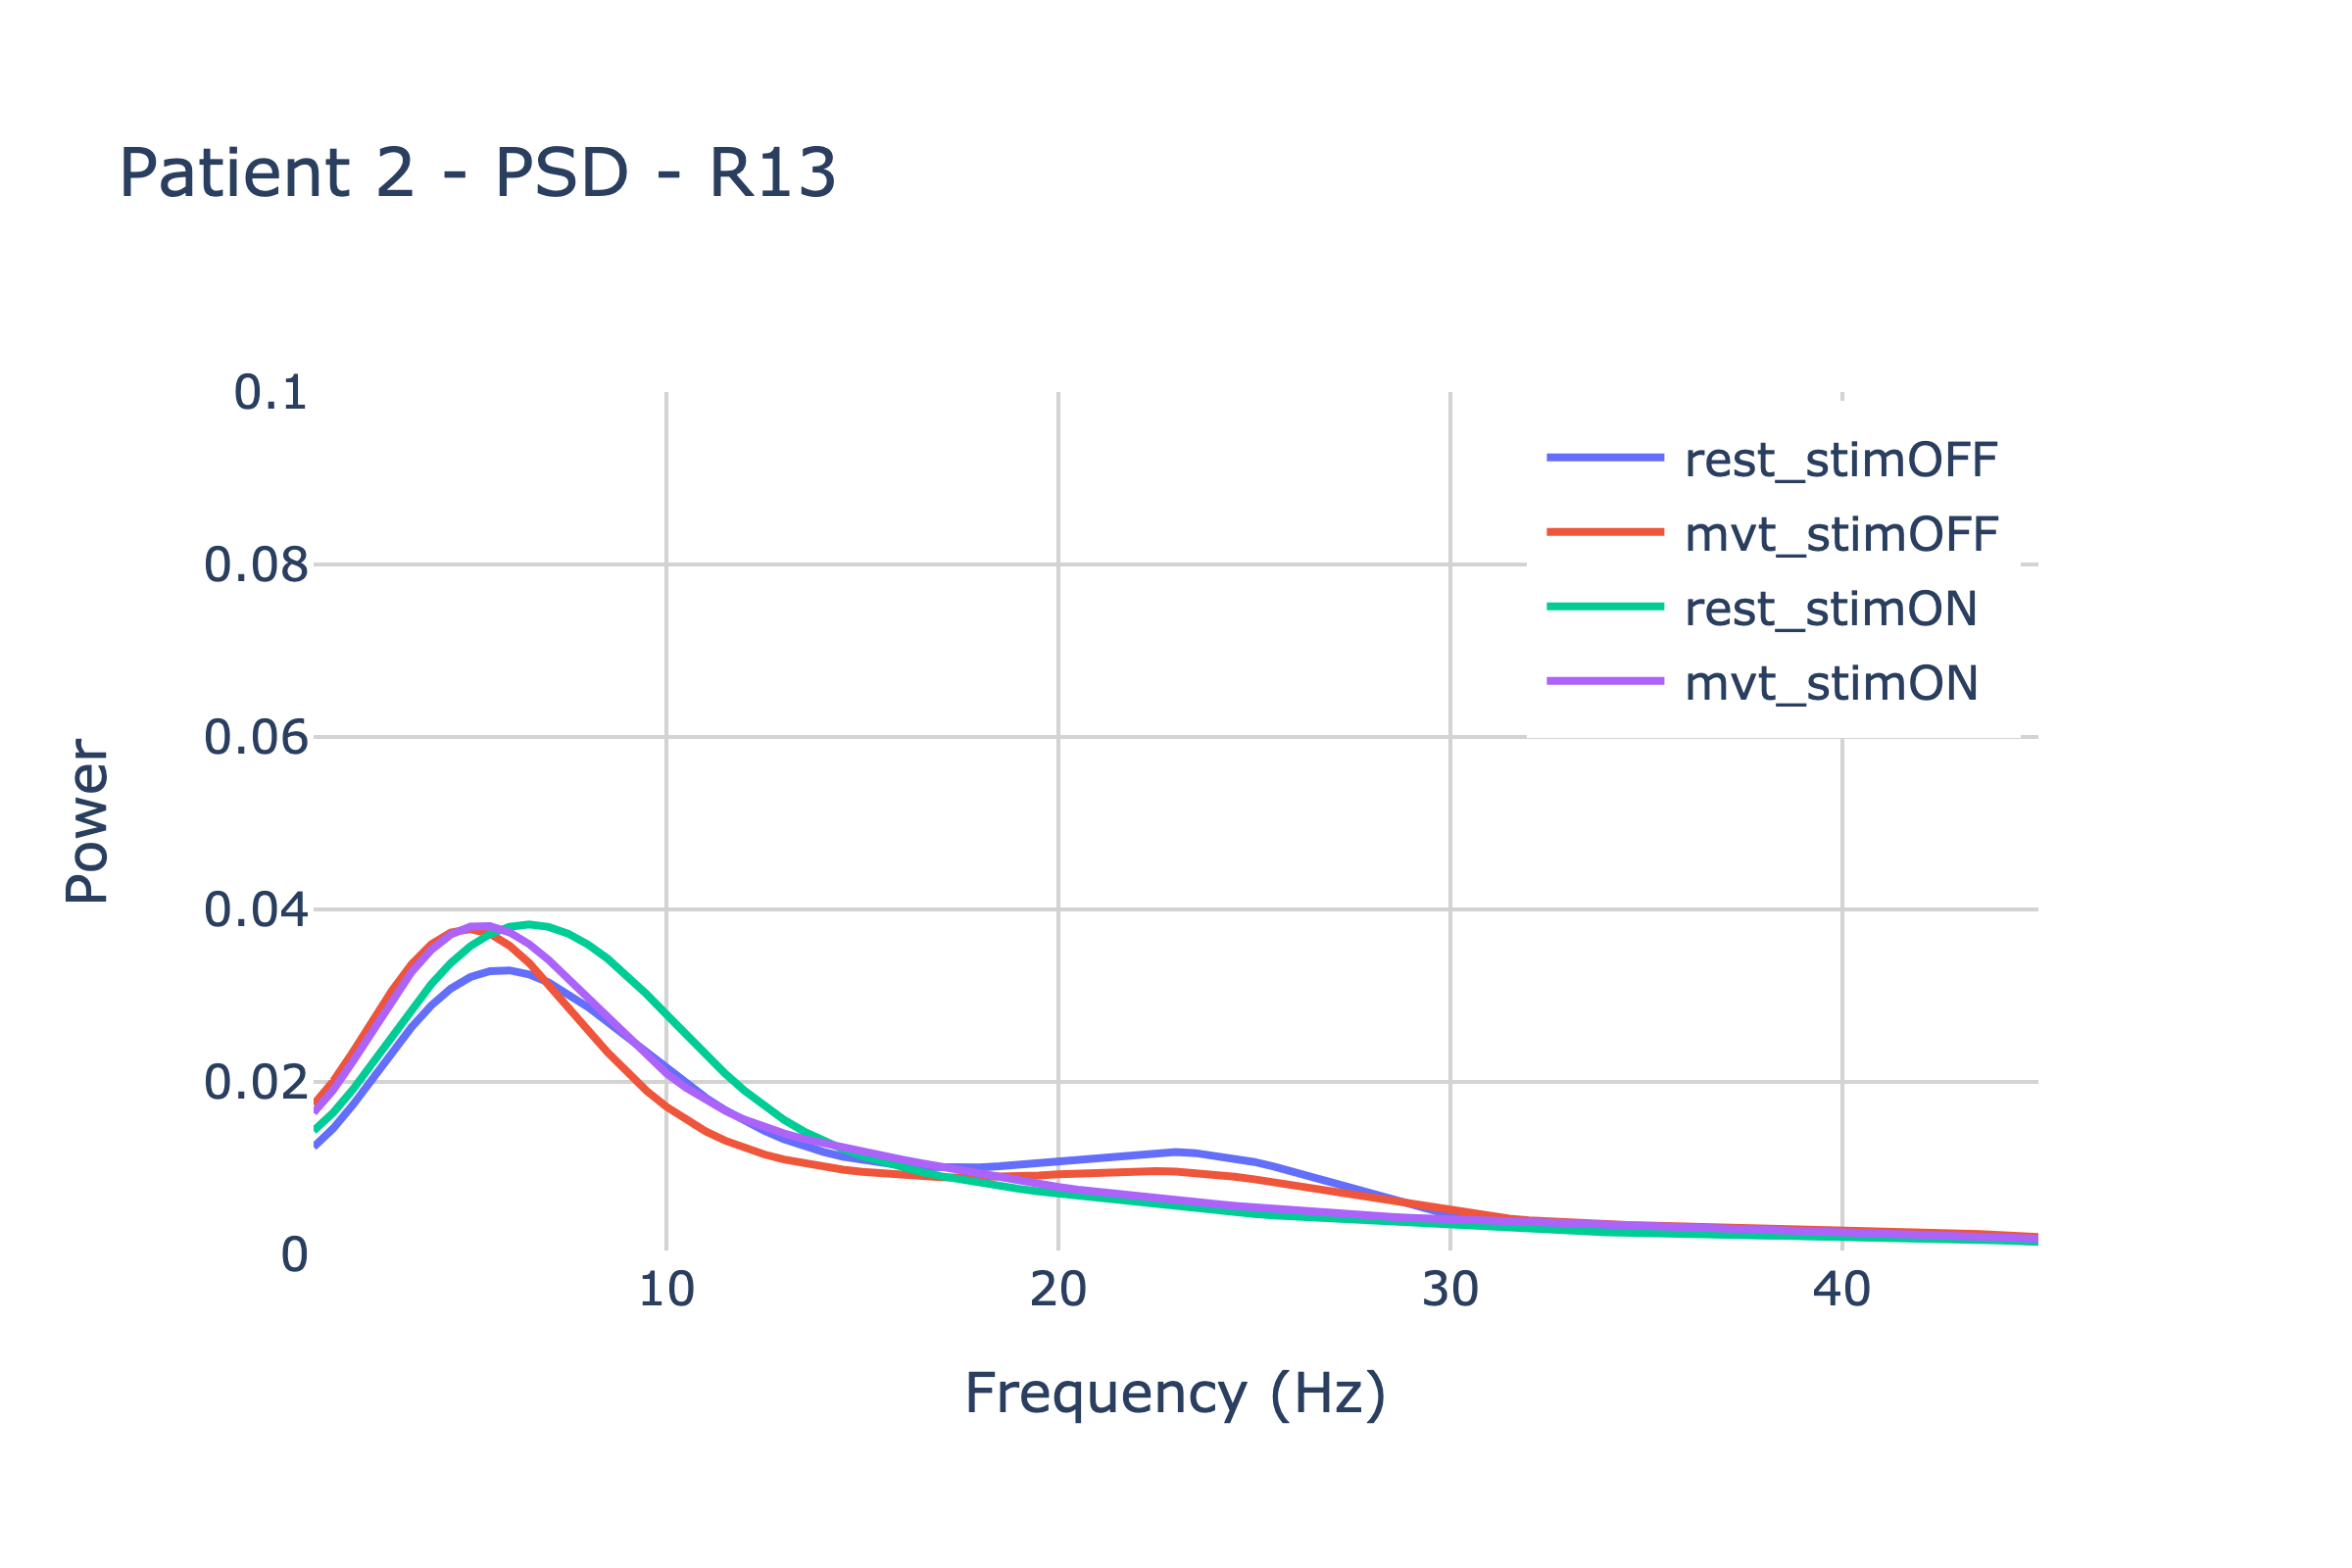 Patient 2 - PSD - R13
0.1
0.08
0.06
0.04
0.02
0
Power
10
20
30
40
Frequency (Hz)
rest_stimOFF
mvt_stimOFF
rest_stimON
mvt_stimON